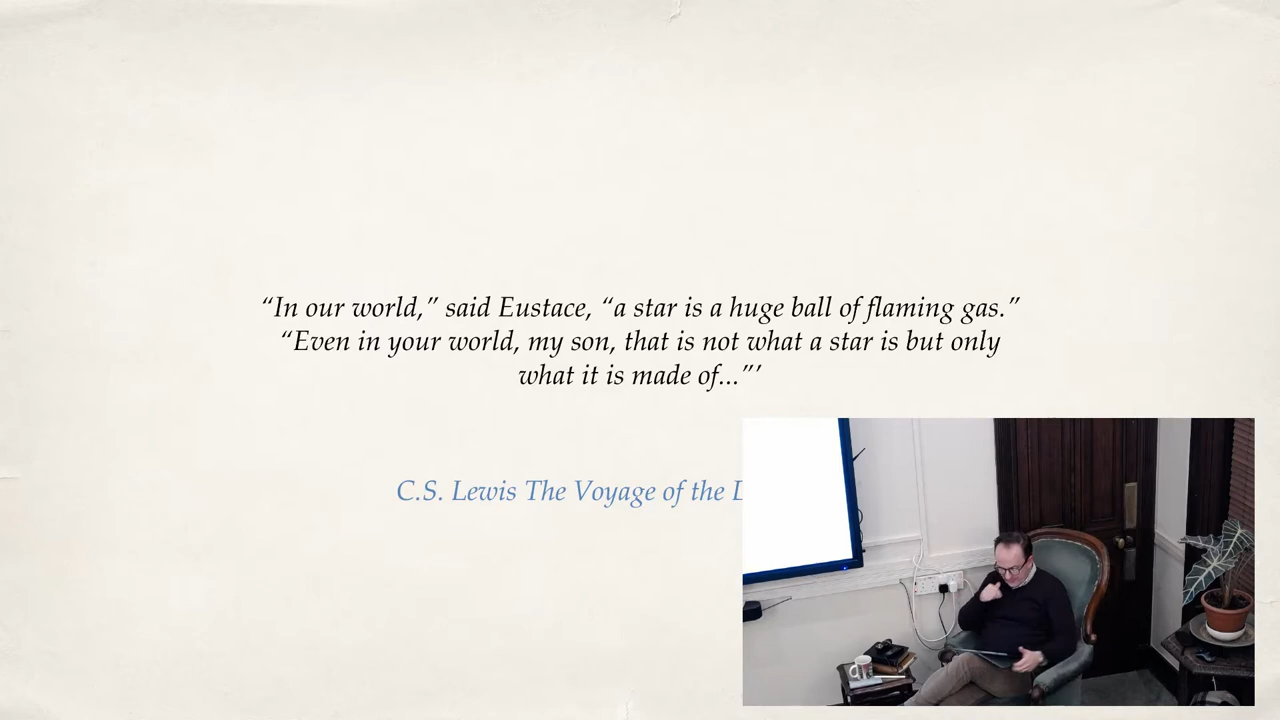 “In our world,” said Eustace, “a star is a huge ball of flaming gas.”
“Even in your world, my son, that is not what a star is but only
what it is made of...”’
C.S. Lewis The Voyage of the